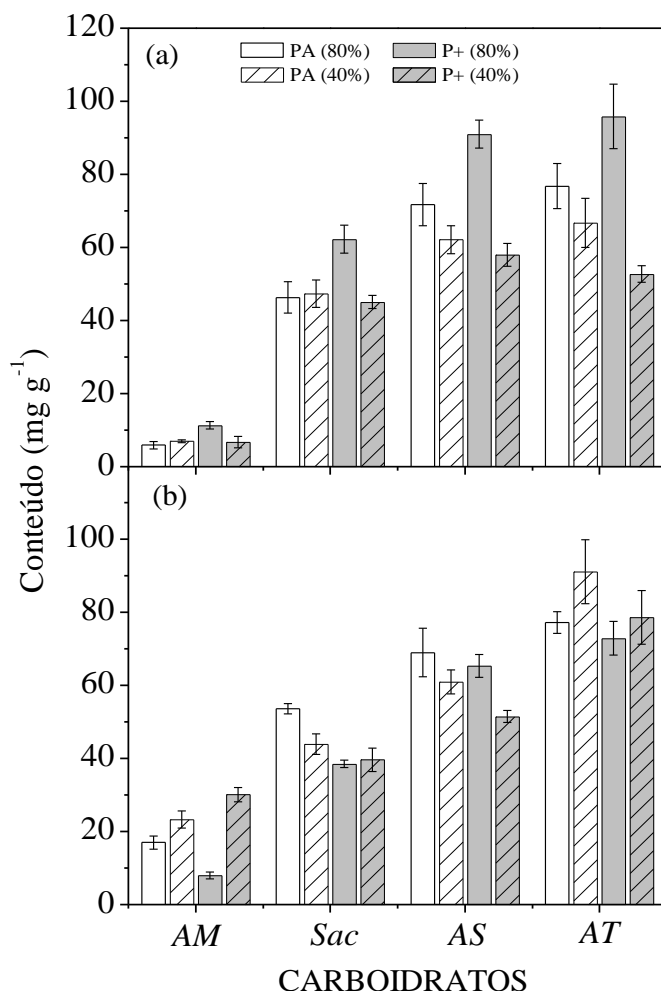 120
(a)
PA (80%) P+ (80%)
PA (40%) P+ (40%)
100
80
60
40
20
0
Conteúdo (mg g⁻¹)
(b)
100
80
60
40
20
0
AM Sac AS AT
CARBOIDRATOS